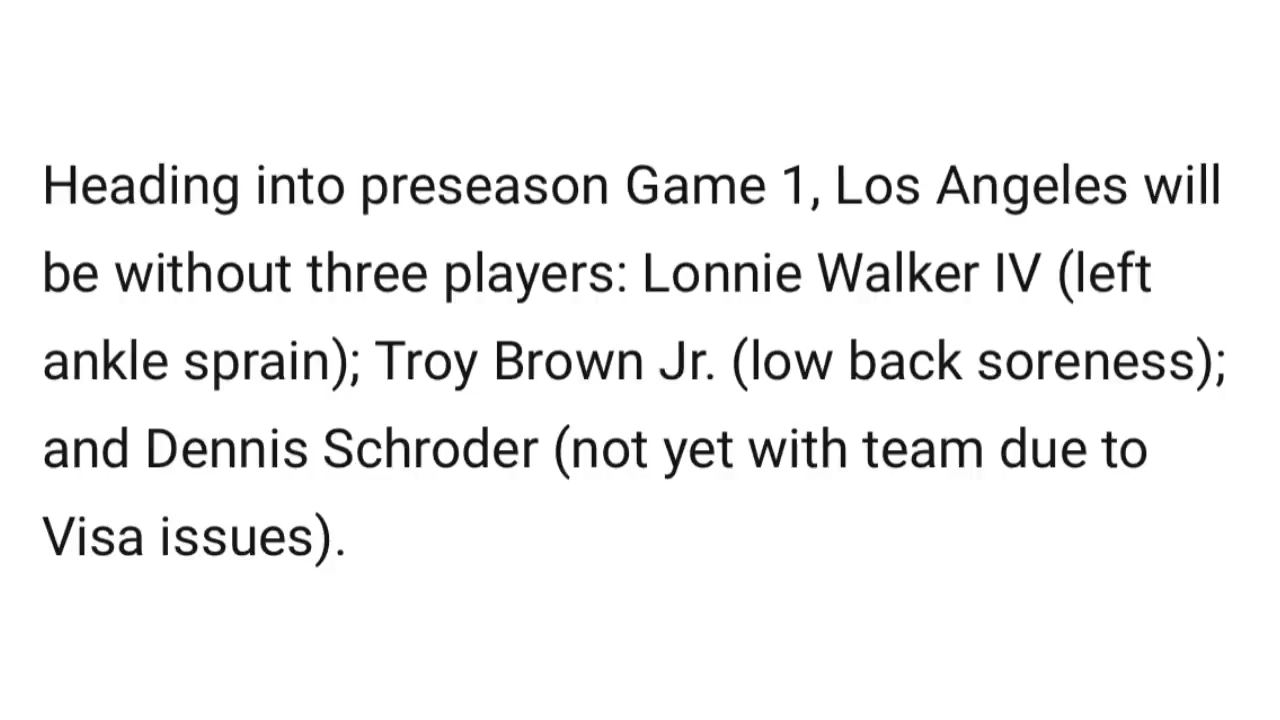 Heading into preseason Game 1, Los Angeles will
be without three players: Lonnie Walker IV (left
ankle sprain); Troy Brown Jr. (low back soreness);
and Dennis Schroder (not yet with team due to
Visa issues).